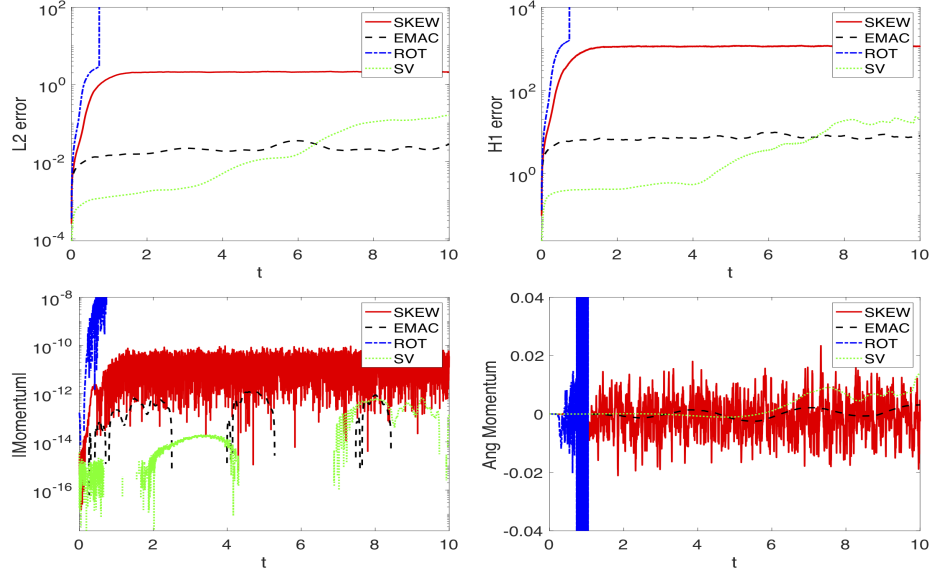 10^2
10^0
10^-2
10^-4
L2 error
0 2 4 6 8 10
t
SKEW
EMAC
ROT
SV
10^4
10^2
10^0
H1 error
0 2 4 6 8 10
t
SKEW
EMAC
ROT
SV
10^-8
10^-10
10^-12
10^-14
10^-16
|Momentum|
0 2 4 6 8 10
t
SKEW
EMAC
ROT
SV
0.04
0.02
0
-0.02
-0.04
Ang Momentum
0 2 4 6 8 10
t
SKEW
EMAC
ROT
SV